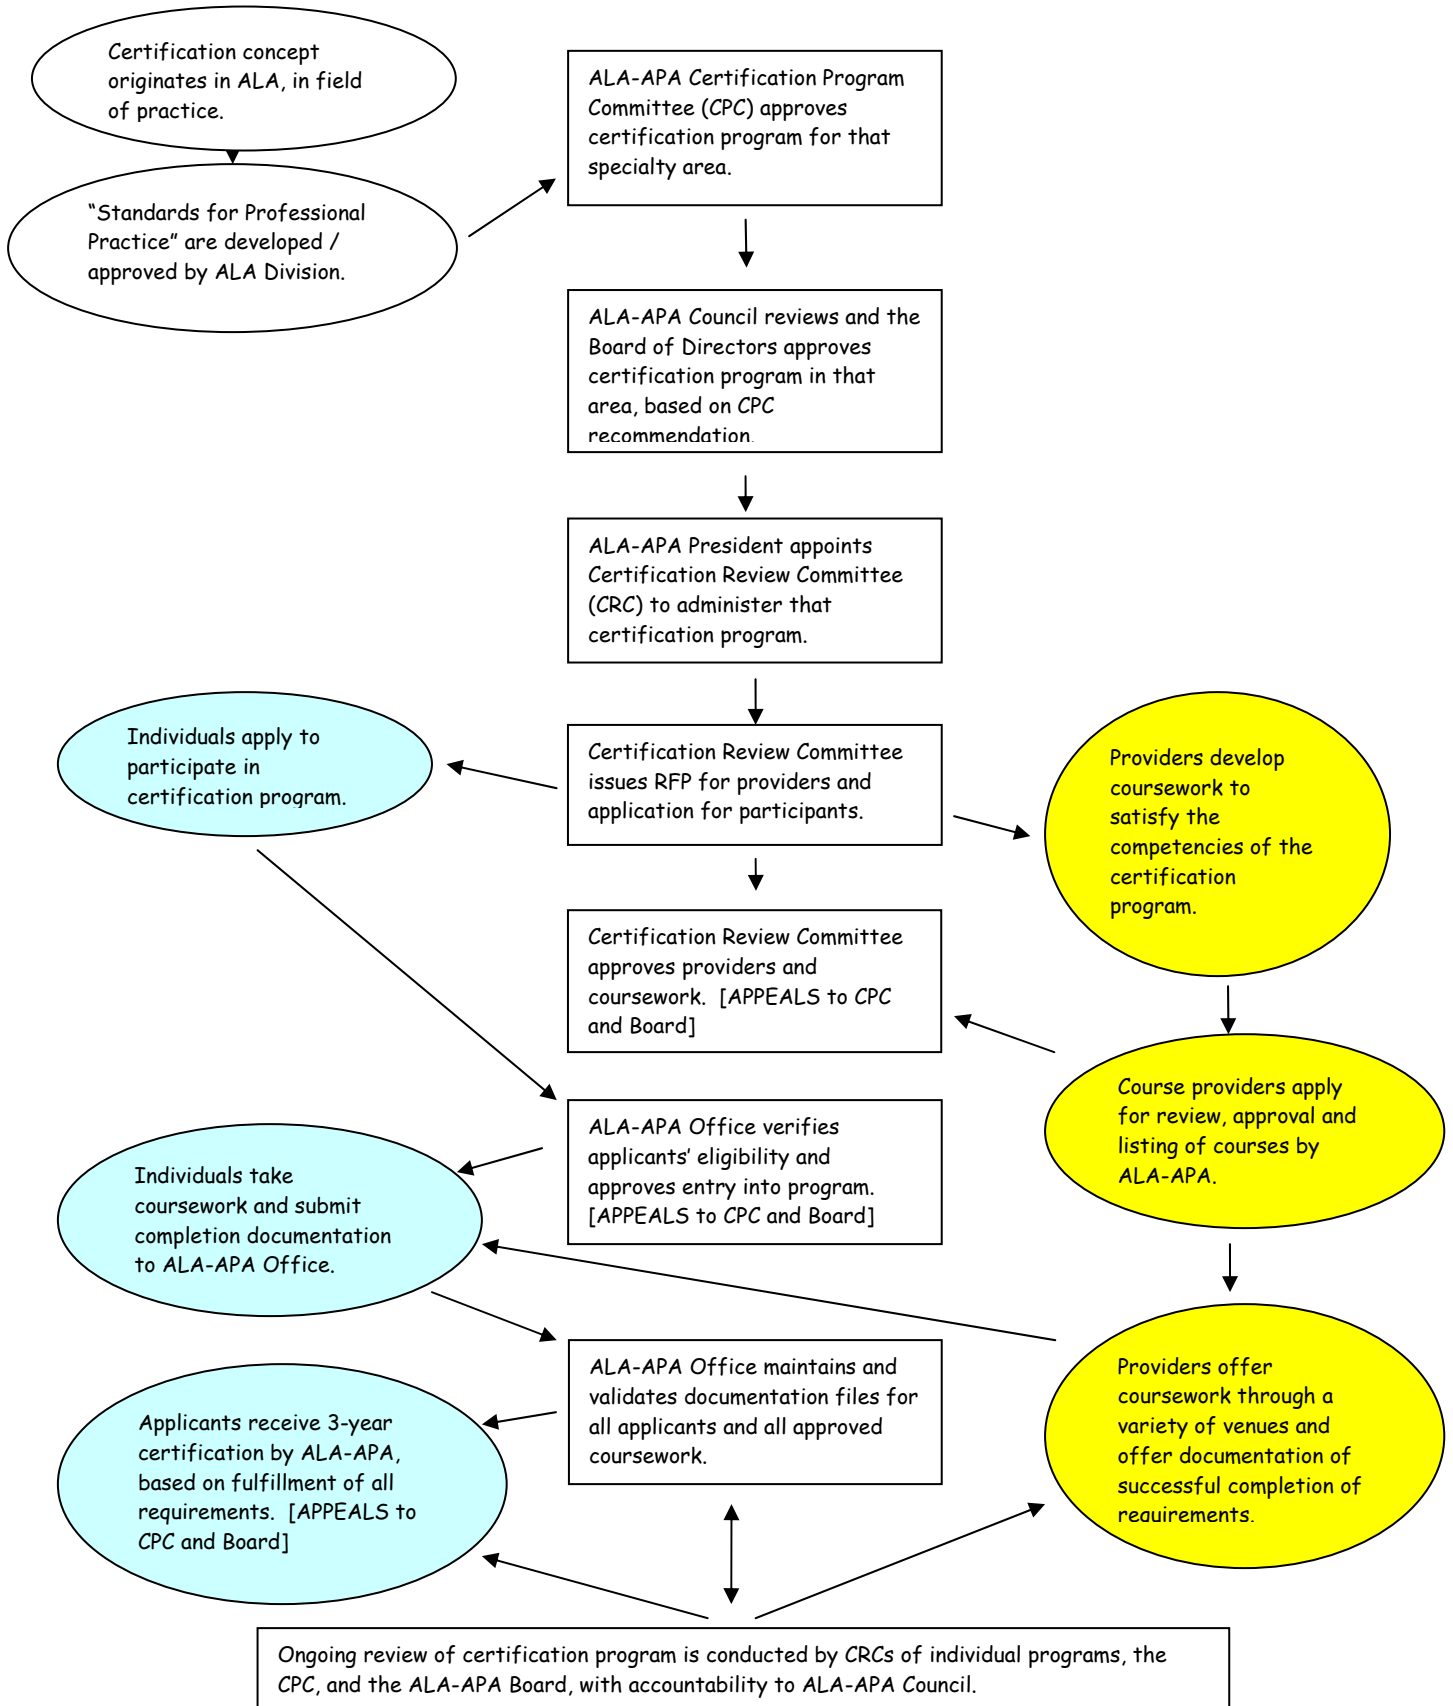 Certification concept
originates in ALA, in field
of practice.
"Standards for Professional
Practice" are developed /
approved by ALA Division.
ALA-APA Certification Program
Committee (CPC) approves
certification program for that
specialty area.
ALA-APA Council reviews and the
Board of Directors approves
certification program in that
area, based on CPC
recommendation.
ALA-APA President appoints
Certification Review Committee
(CRC) to administer that
certification program.
Individuals apply to
participate in
certification program.
Certification Review Committee
issues RFP for providers and
application for participants.
Providers develop
coursework to
satisfy the
competencies of the
certification
program.
Certification Review Committee
approves providers and
coursework.  [APPEALS to CPC
and Board]
Course providers apply
for review, approval and
listing of courses by
ALA-APA.
ALA-APA Office verifies
applicants' eligibility and
approves entry into program.
[APPEALS to CPC and Board]
Individuals take
coursework and submit
completion documentation
to ALA-APA Office.
ALA-APA Office maintains and
validates documentation files for
all applicants and all approved
coursework.
Providers offer
coursework through a
variety of venues and
offer documentation of
successful completion of
requirements.
Applicants receive 3-year
certification by ALA-APA,
based on fulfillment of all
requirements.  [APPEALS to
CPC and Board]
Ongoing review of certification program is conducted by CRCs of individual programs, the
CPC, and the ALA-APA Board, with accountability to ALA-APA Council.